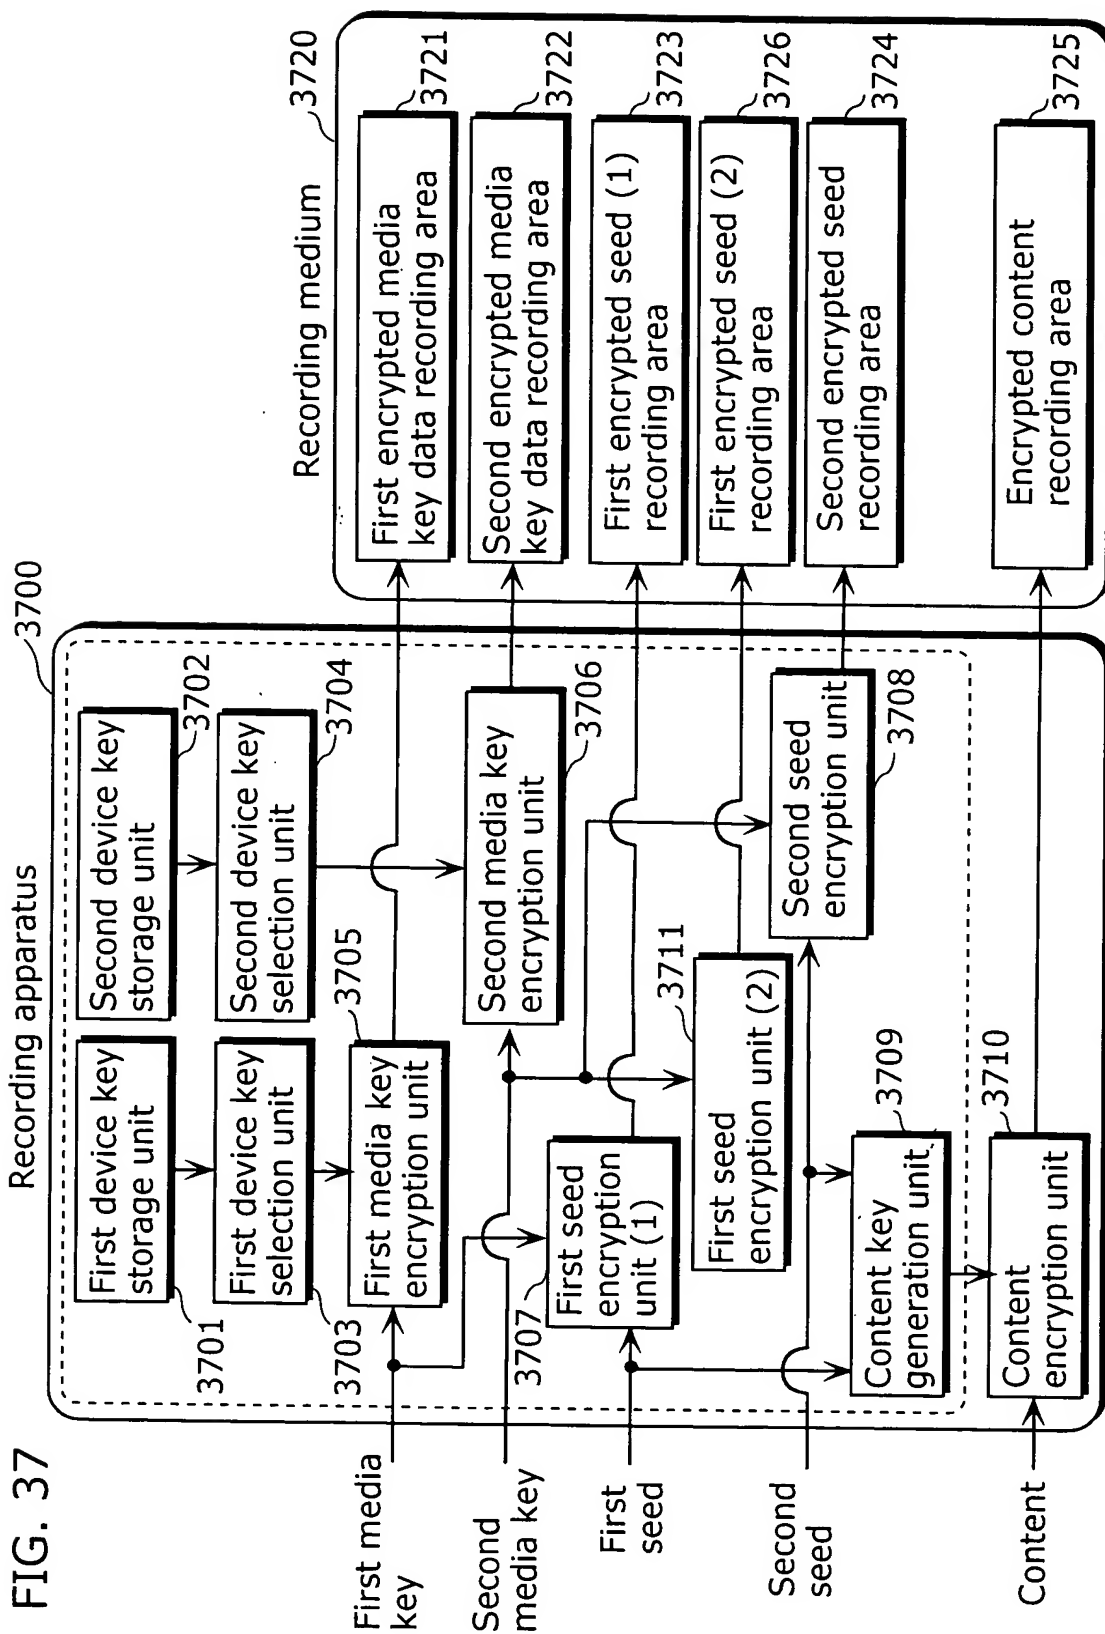 FIG. 37
Recording apparatus
3700
First device key
storage unit
3701
Second device key
storage unit
3702
First device key
selection unit
3703
Second device key
selection unit
3704
First media
key
First media key
encryption unit
3705
Second
media key
Second media key
encryption unit
3706
First
seed
3707
First seed
encryption
unit (1)
First seed
encryption unit (2)
3711
Second
seed
Second seed
encryption unit
3708
Content key
generation unit
3709
Content
Content
encryption unit
3710
Recording medium
3720
First encrypted media
key data recording area
3721
Second encrypted media
key data recording area
3722
First encrypted seed (1)
recording area
3723
First encrypted seed (2)
recording area
3726
Second encrypted seed
recording area
3724
Encrypted content
recording area
3725